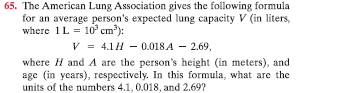 65. The American Lung Association gives the following formula
for an average person's expected lung capacity V (in liters,
where 1 L = 10³ cm³):
V = 4.1H − 0.018A − 2.69,
where H and A are the person's height (in meters), and
age (in years), respectively. In this formula, what are the
units of the numbers 4.1, 0.018, and 2.69?